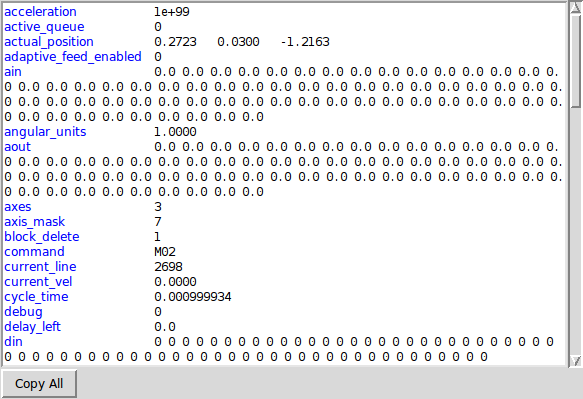 acceleration 1e+99
active_queue 0
actual_position 0.2723 0.0300 -1.2163
adaptive_feed_enabled 0
ain 0.0 0.0 0.0 0.0 0.0 0.0 0.0 0.0 0.0 0.0 0.0 0.0 0.0 0.0 0.
0 0.0 0.0 0.0 0.0 0.0 0.0 0.0 0.0 0.0 0.0 0.0 0.0 0.0 0.0 0.0 0.0 0.0 0.0 0.0 0.
0 0.0 0.0 0.0 0.0 0.0 0.0 0.0 0.0 0.0 0.0 0.0 0.0 0.0 0.0 0.0 0.0 0.0 0.0 0.0 0.
0 0.0 0.0 0.0 0.0 0.0 0.0 0.0 0.0 0.0
angular_units 1.0000
aout 0.0 0.0 0.0 0.0 0.0 0.0 0.0 0.0 0.0 0.0 0.0 0.0 0.0 0.0 0.
0 0.0 0.0 0.0 0.0 0.0 0.0 0.0 0.0 0.0 0.0 0.0 0.0 0.0 0.0 0.0 0.0 0.0 0.0 0.0 0.
0 0.0 0.0 0.0 0.0 0.0 0.0 0.0 0.0 0.0 0.0 0.0 0.0 0.0 0.0 0.0 0.0 0.0 0.0 0.0 0.
0 0.0 0.0 0.0 0.0 0.0 0.0 0.0 0.0 0.0
axes 3
axis_mask 7
block_delete 1
command M02
current_line 2698
current_vel 0.0000
cycle_time 0.000999934
debug 0
delay_left 0.0
din 0 0 0 0 0 0 0 0 0 0 0 0 0 0 0 0 0 0 0 0 0 0 0 0 0 0 0 0 0
0 0 0 0 0 0 0 0 0 0 0 0 0 0 0 0 0 0 0 0 0 0 0 0 0 0 0 0 0 0 0 0 0 0 0
Copy All